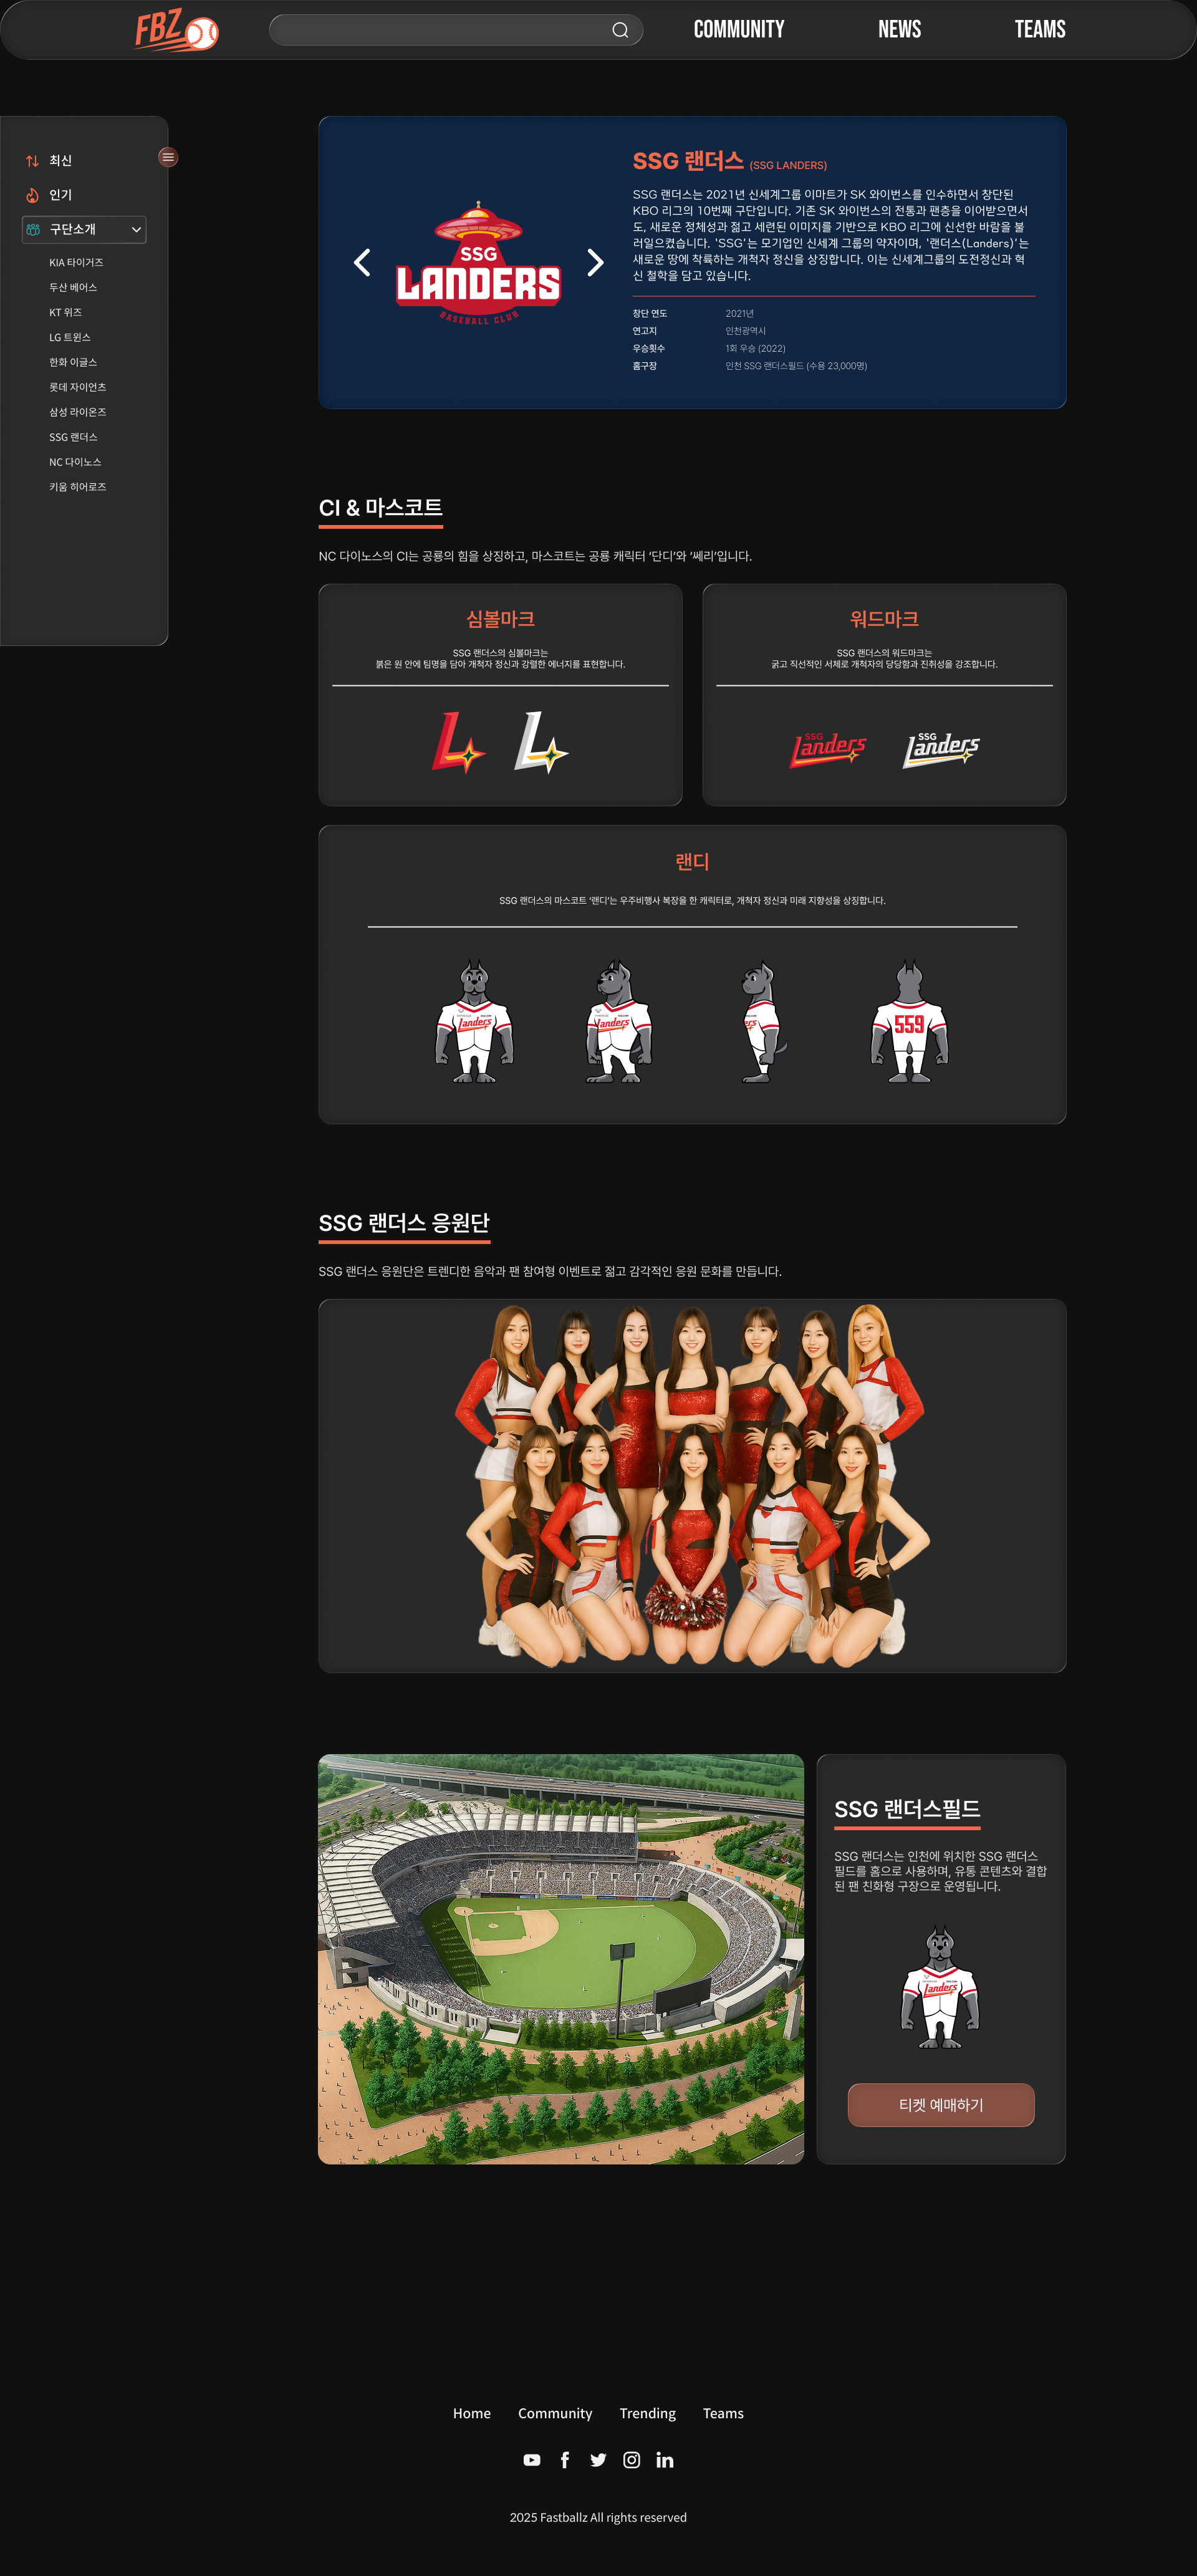 FBZ
COMMUNITY
NEWS
TEAMS
최신
인기
구단소개
KIA 타이거즈
두산 베어스
KT 위즈
LG 트윈스
한화 이글스
롯데 자이언츠
삼성 라이온즈
SSG 랜더스
NC 다이노스
키움 히어로즈
SSG
LANDERS
BASEBALL CLUB
SSG 랜더스 (SSG LANDERS)
SSG 랜더스는 2021년 신세계그룹 이마트가 SK 와이번스를 인수하면서 창단된
KBO 리그의 10번째 구단입니다. 기존 SK 와이번스의 전통과 팬층을 이어받으면서
도, 새로운 정체성과 젊고 세련된 이미지를 기반으로 KBO 리그에 신선한 바람을 불
러일으켰습니다. 'SSG'는 모기업인 신세계 그룹의 약자이며, '랜더스(Landers)'는
새로운 땅에 착륙하는 개척자 정신을 상징합니다. 이는 신세계그룹의 도전정신과 혁
신 철학을 담고 있습니다.
창단 연도 2021년
연고지 인천광역시
우승횟수 1회 우승 (2022)
홈구장 인천 SSG 랜더스필드 (수용 23,000명)
CI & 마스코트
NC 다이노스의 CI는 공룡의 힘을 상징하고, 마스코트는 공룡 캐릭터 '단디'와 '쎄리'입니다.
심볼마크
SSG 랜더스의 심볼마크는
붉은 원 안에 팀명을 담아 개척자 정신과 강렬한 에너지를 표현합니다.
L
L
워드마크
SSG 랜더스의 워드마크는
굵고 직선적인 서체로 개척자의 당당함과 진취성을 강조합니다.
SSG
Landers
SSG
Landers
랜디
SSG 랜더스의 마스코트 '랜디'는 우주비행사 복장을 한 캐릭터로, 개척자 정신과 미래 지향성을 상징합니다.
Landers
Landers
ers
559
SSG 랜더스 응원단
SSG 랜더스 응원단은 트렌디한 음악과 팬 참여형 이벤트로 젊고 감각적인 응원 문화를 만듭니다.
SSG 랜더스필드
SSG 랜더스는 인천에 위치한 SSG 랜더스
필드를 홈으로 사용하며, 유통 콘텐츠와 결합
된 팬 친화형 구장으로 운영됩니다.
Landers
티켓 예매하기
Home Community Trending Teams
2025 Fastballz All rights reserved